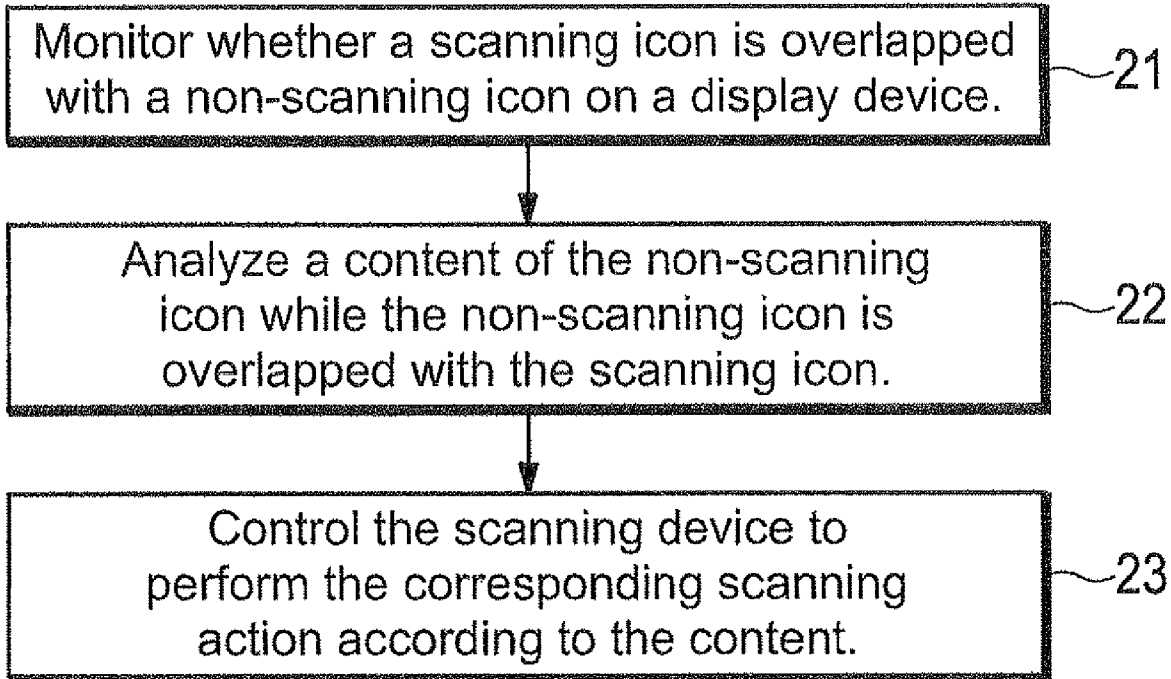 Monitor whether a scanning icon is overlapped
with a non-scanning icon on a display device.
21
Analyze a content of the non-scanning
icon while the non-scanning icon is
overlapped with the scanning icon.
22
Control the scanning device to
perform the corresponding scanning
action according to the content.
23